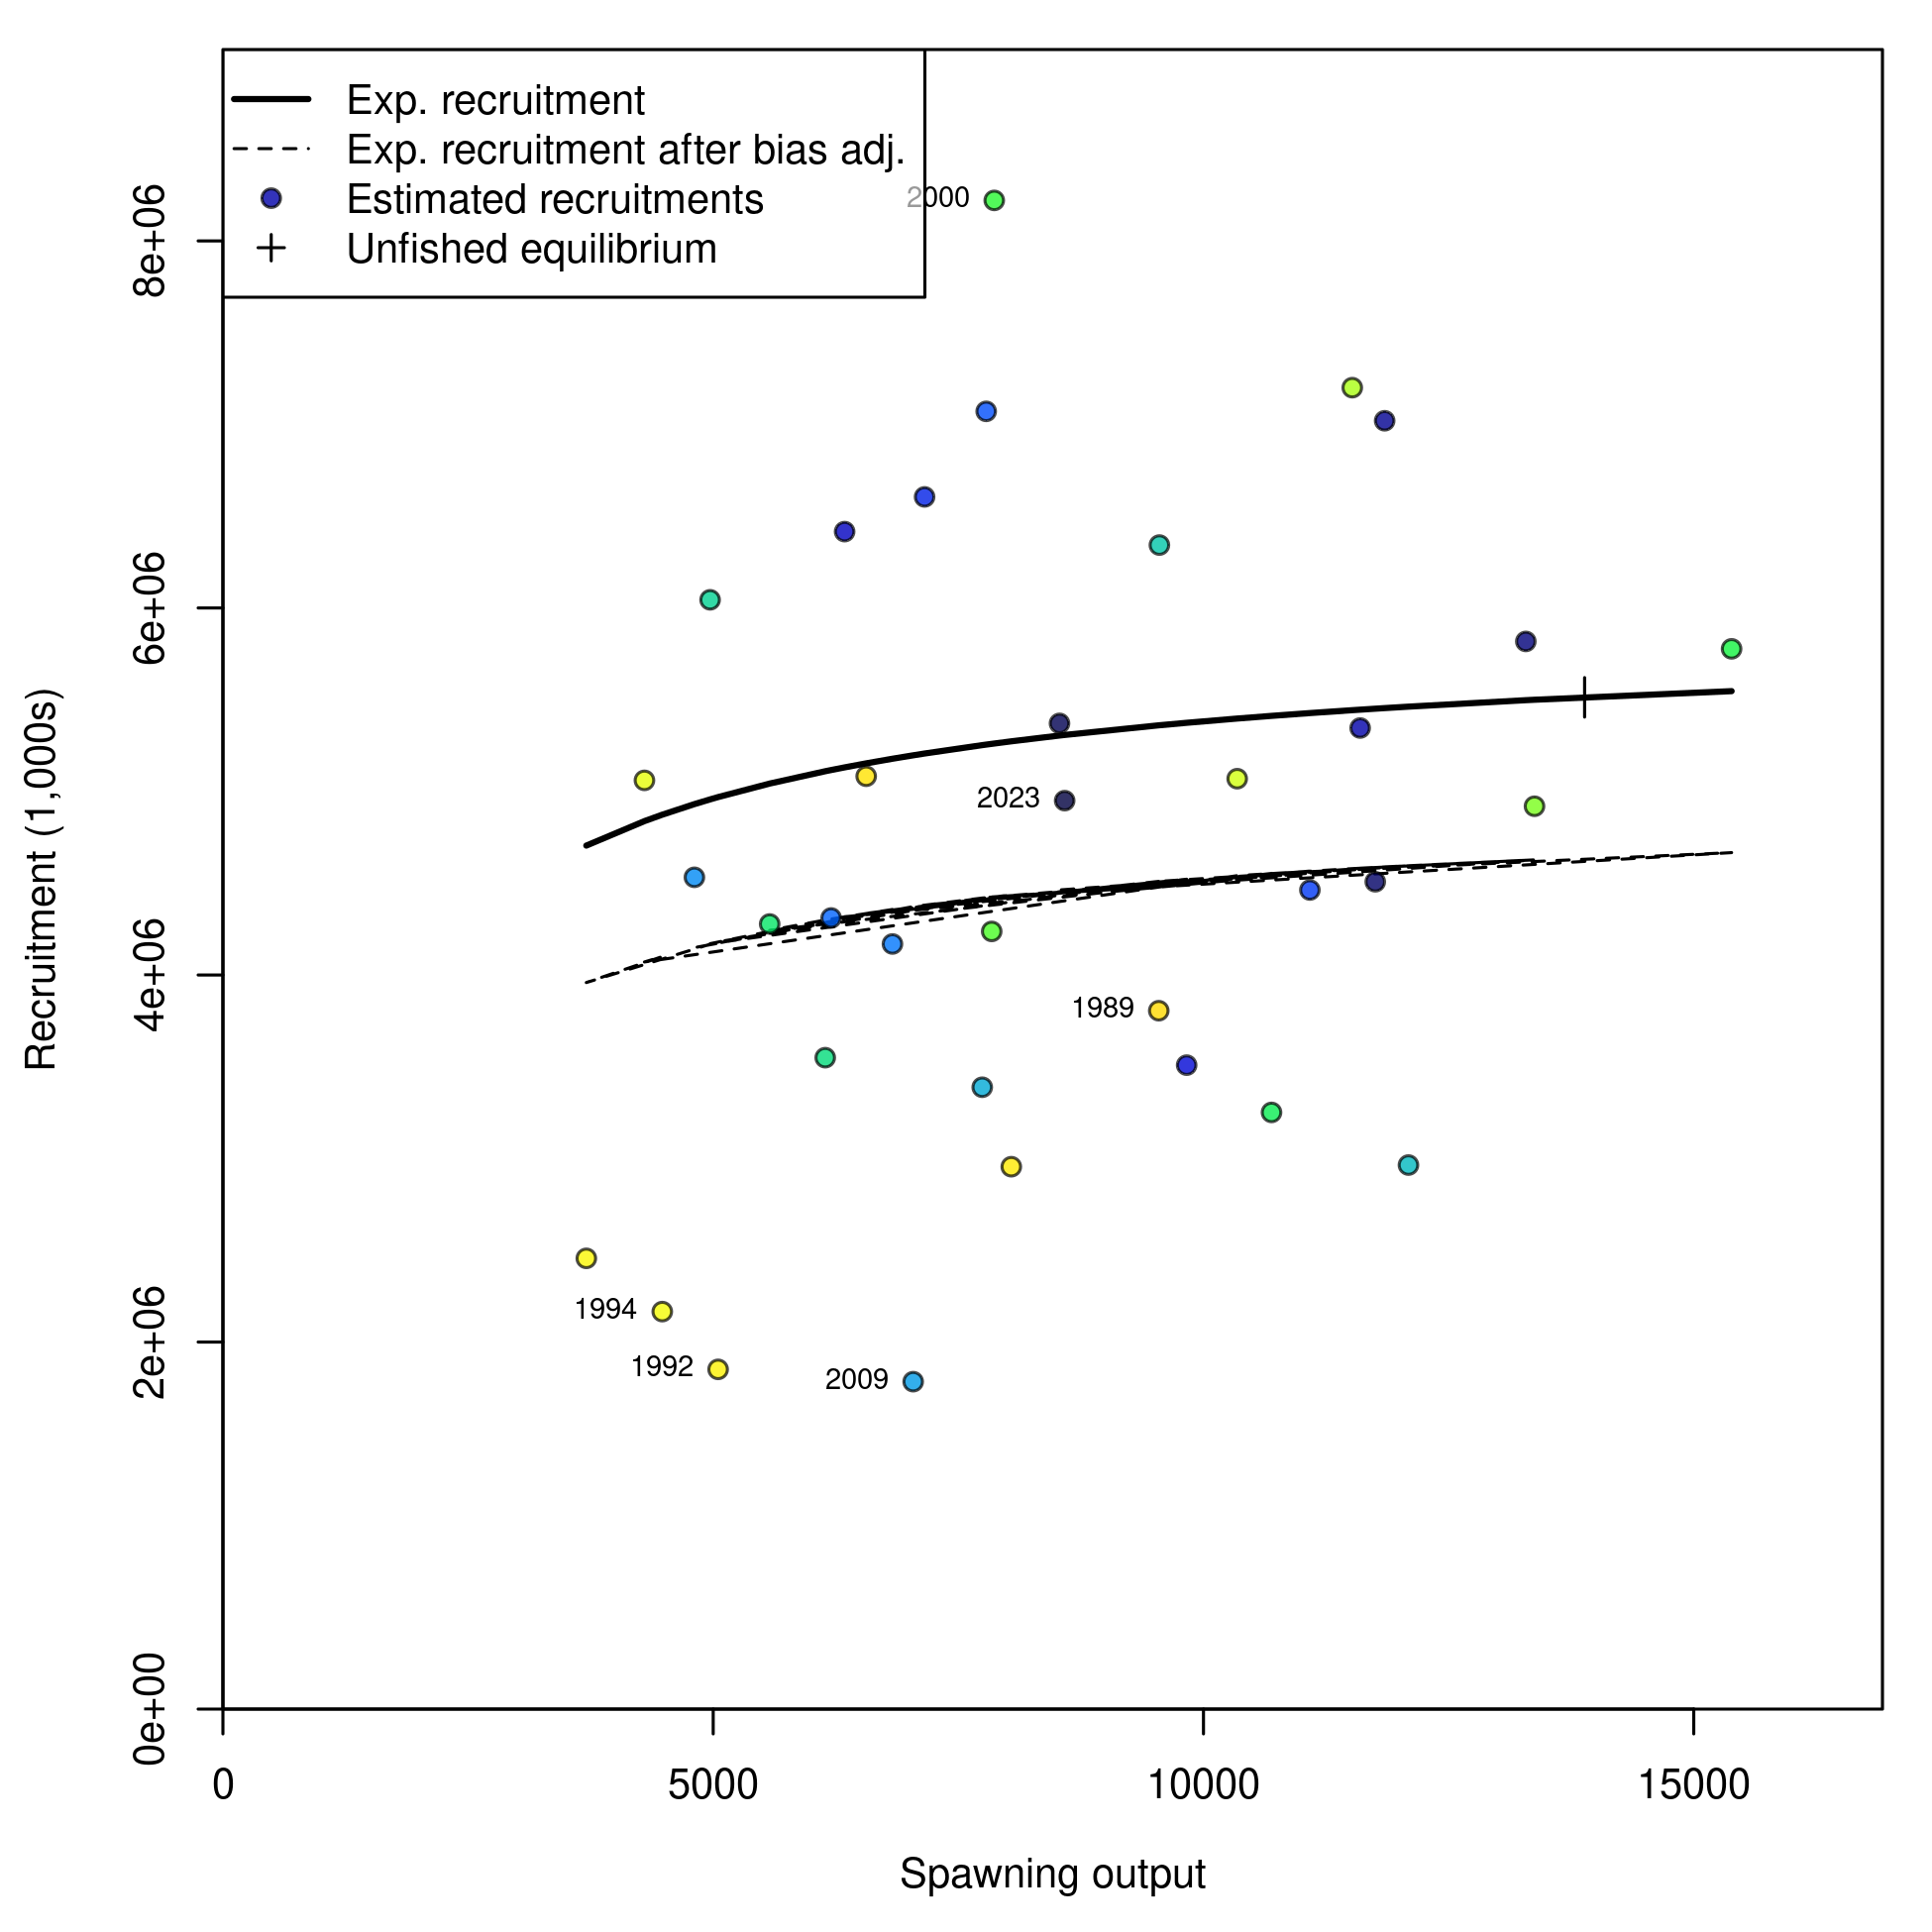 Exp. recruitment
Exp. recruitment after bias adj.
Estimated recruitments
Unfished equilibrium
2000
2023
1989
1994
1992
2009
Recruitment (1,000s)
8e+06
6e+06
4e+06
2e+06
0e+00
0 5000 10000 15000
Spawning output